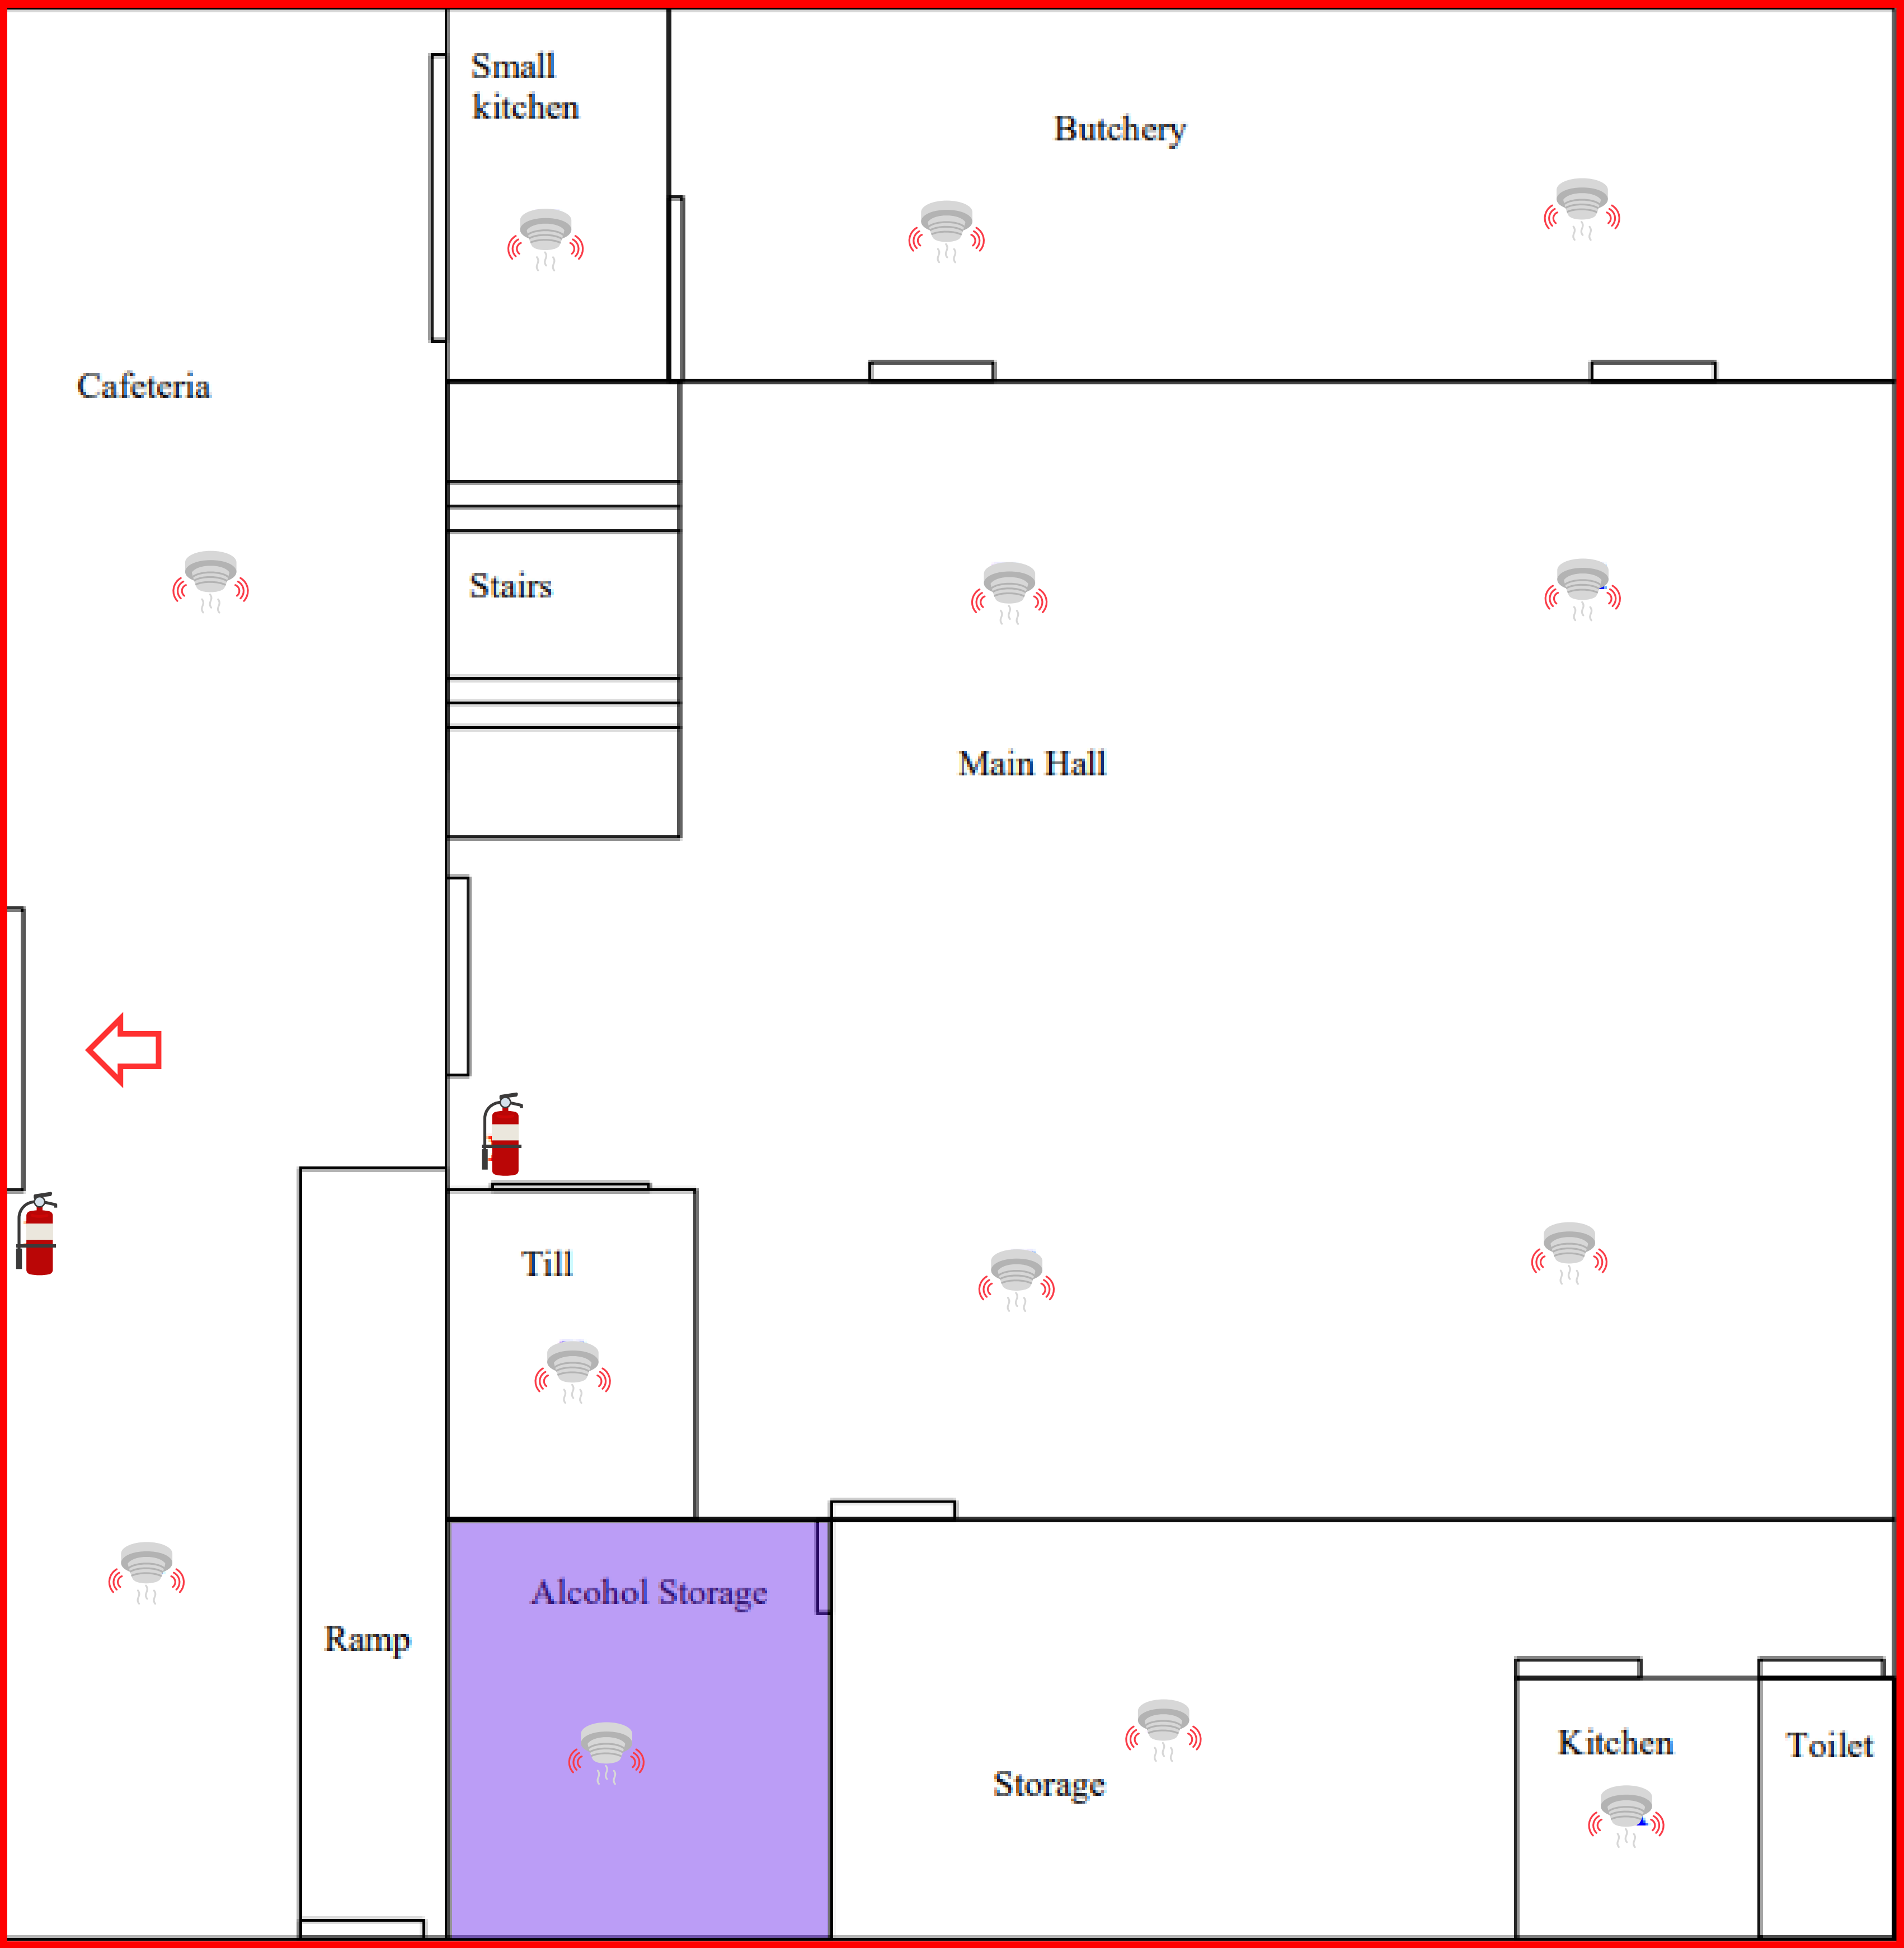 Small
kitchen
Butchery
Cafeteria
Stairs
Main Hall
Till
Alcohol Storage
Ramp
Kitchen
Toilet
Storage